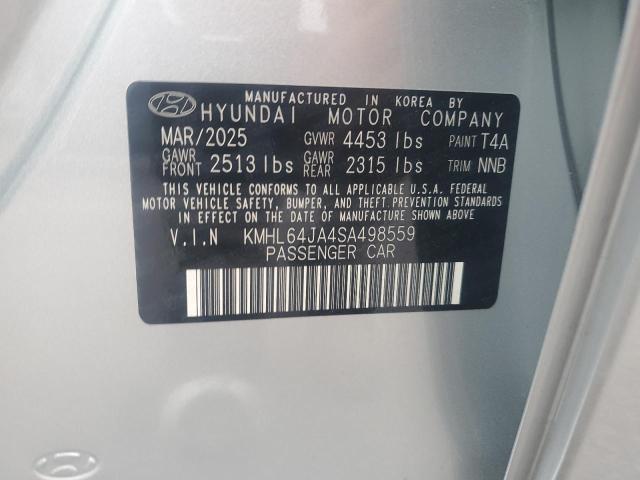 MANUFACTURED IN KOREA BY
HYUNDAI MOTOR COMPANY
MAR/2025 GVWR 4453 lbs PAINT T4A
GAWR FRONT 2513 lbs GAWR REAR 2315 lbs TRIM NNB
THIS VEHICLE CONFORMS TO ALL APPLICABLE U.S.A. FEDERAL
MOTOR VEHICLE SAFETY, BUMPER, AND THEFT PREVENTION STANDARDS
IN EFFECT ON THE DATE OF MANUFACTURE SHOWN ABOVE.
V.I.N KMHL64JA4SA498559
PASSENGER CAR